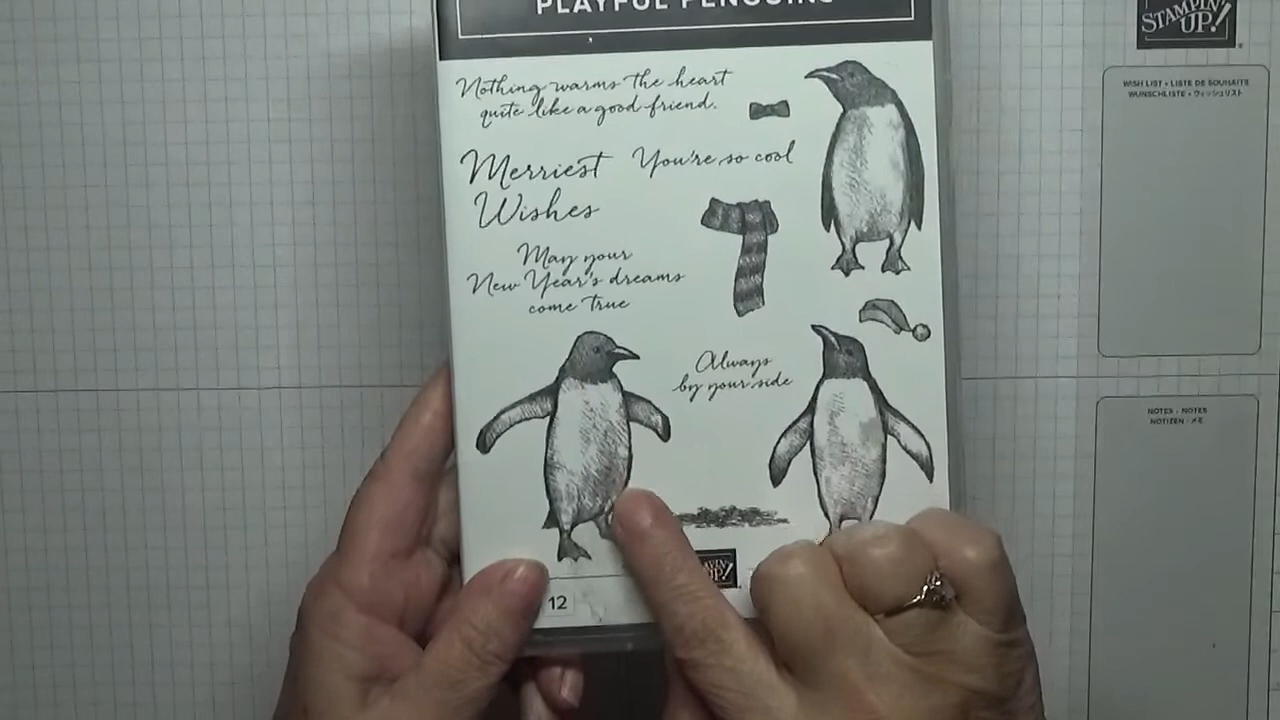 PLAYFUL PENGUINS
Nothing warms the heart
quite like a good friend.
Merriest
Wishes
You're so cool
May your
New Year's dreams
come true
Always
by your side
12
UP!
STAMPIN'
UP!
WISH LIST • LISTE DE SOUHAITS
WUNSCHLISTE • ウィッシュリスト
NOTES • NOTES
NOTIZEN • メモ